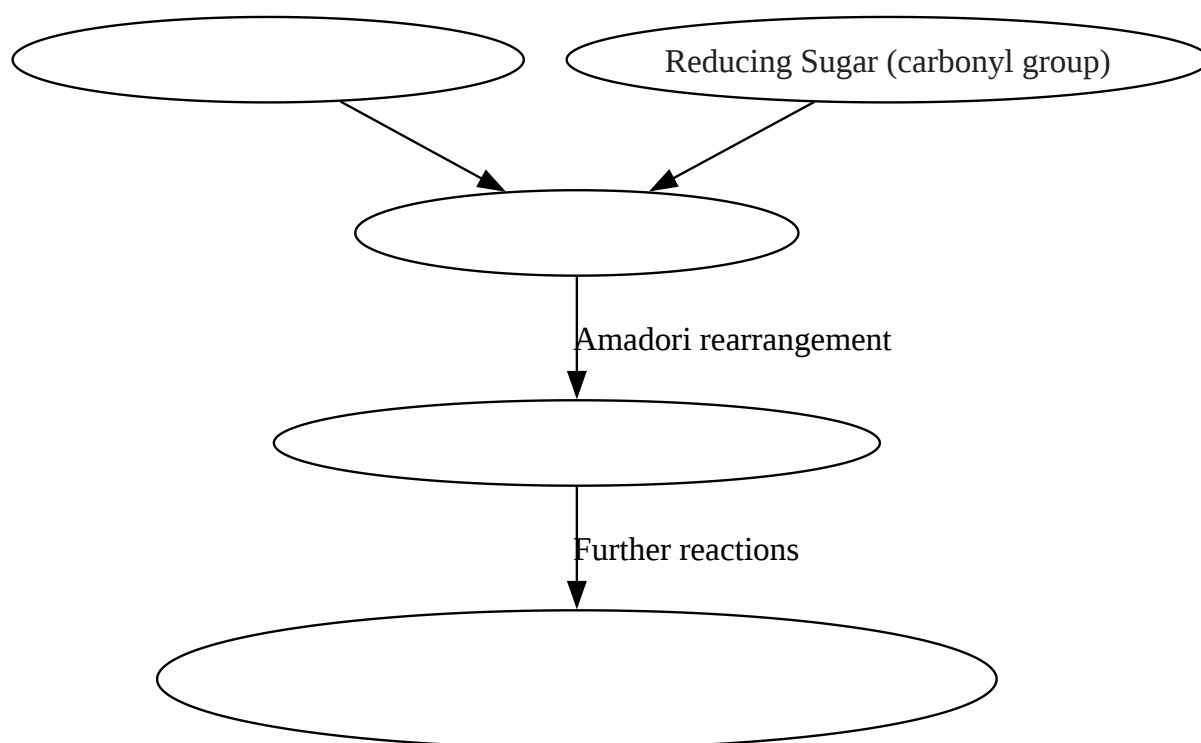 Reducing Sugar (carbonyl group)
Amadori rearrangement
Further reactions